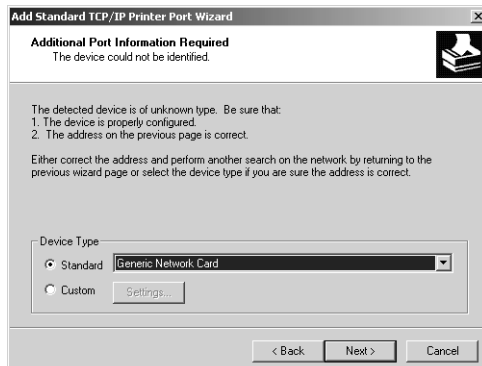 Add Standard TCP/IP Printer Port Wizard
Additional Port Information Required
The device could not be identified.
The detected device is of unknown type. Be sure that:
1. The device is properly configured.
2. The address on the previous page is correct.
Either correct the address and perform another search on the network by returning to the
previous wizard page or select the device type if you are sure the address is correct.
Device Type
Standard Generic Network Card
Custom Settings...
< Back Next > Cancel